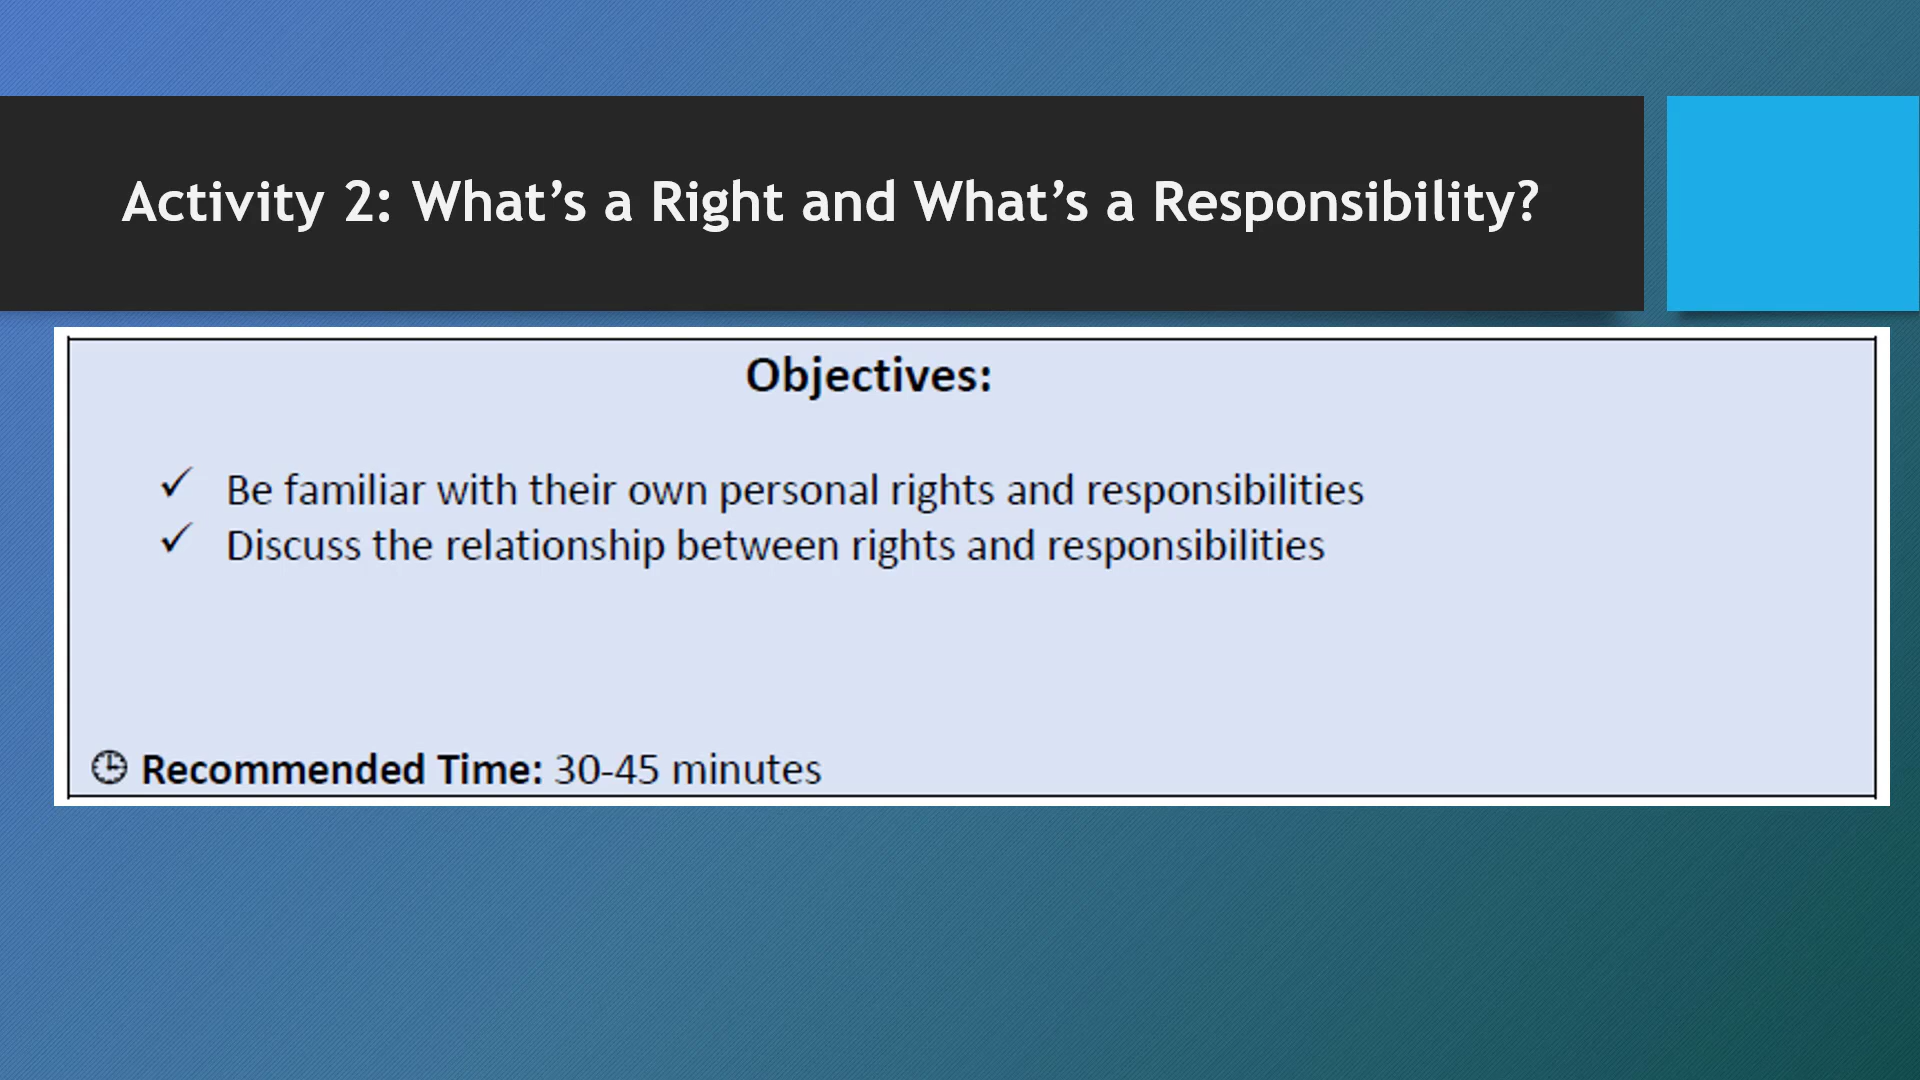 Activity 2: What’s a Right and What’s a Responsibility?
Objectives:
✓ Be familiar with their own personal rights and responsibilities
✓ Discuss the relationship between rights and responsibilities
🕒 Recommended Time: 30-45 minutes